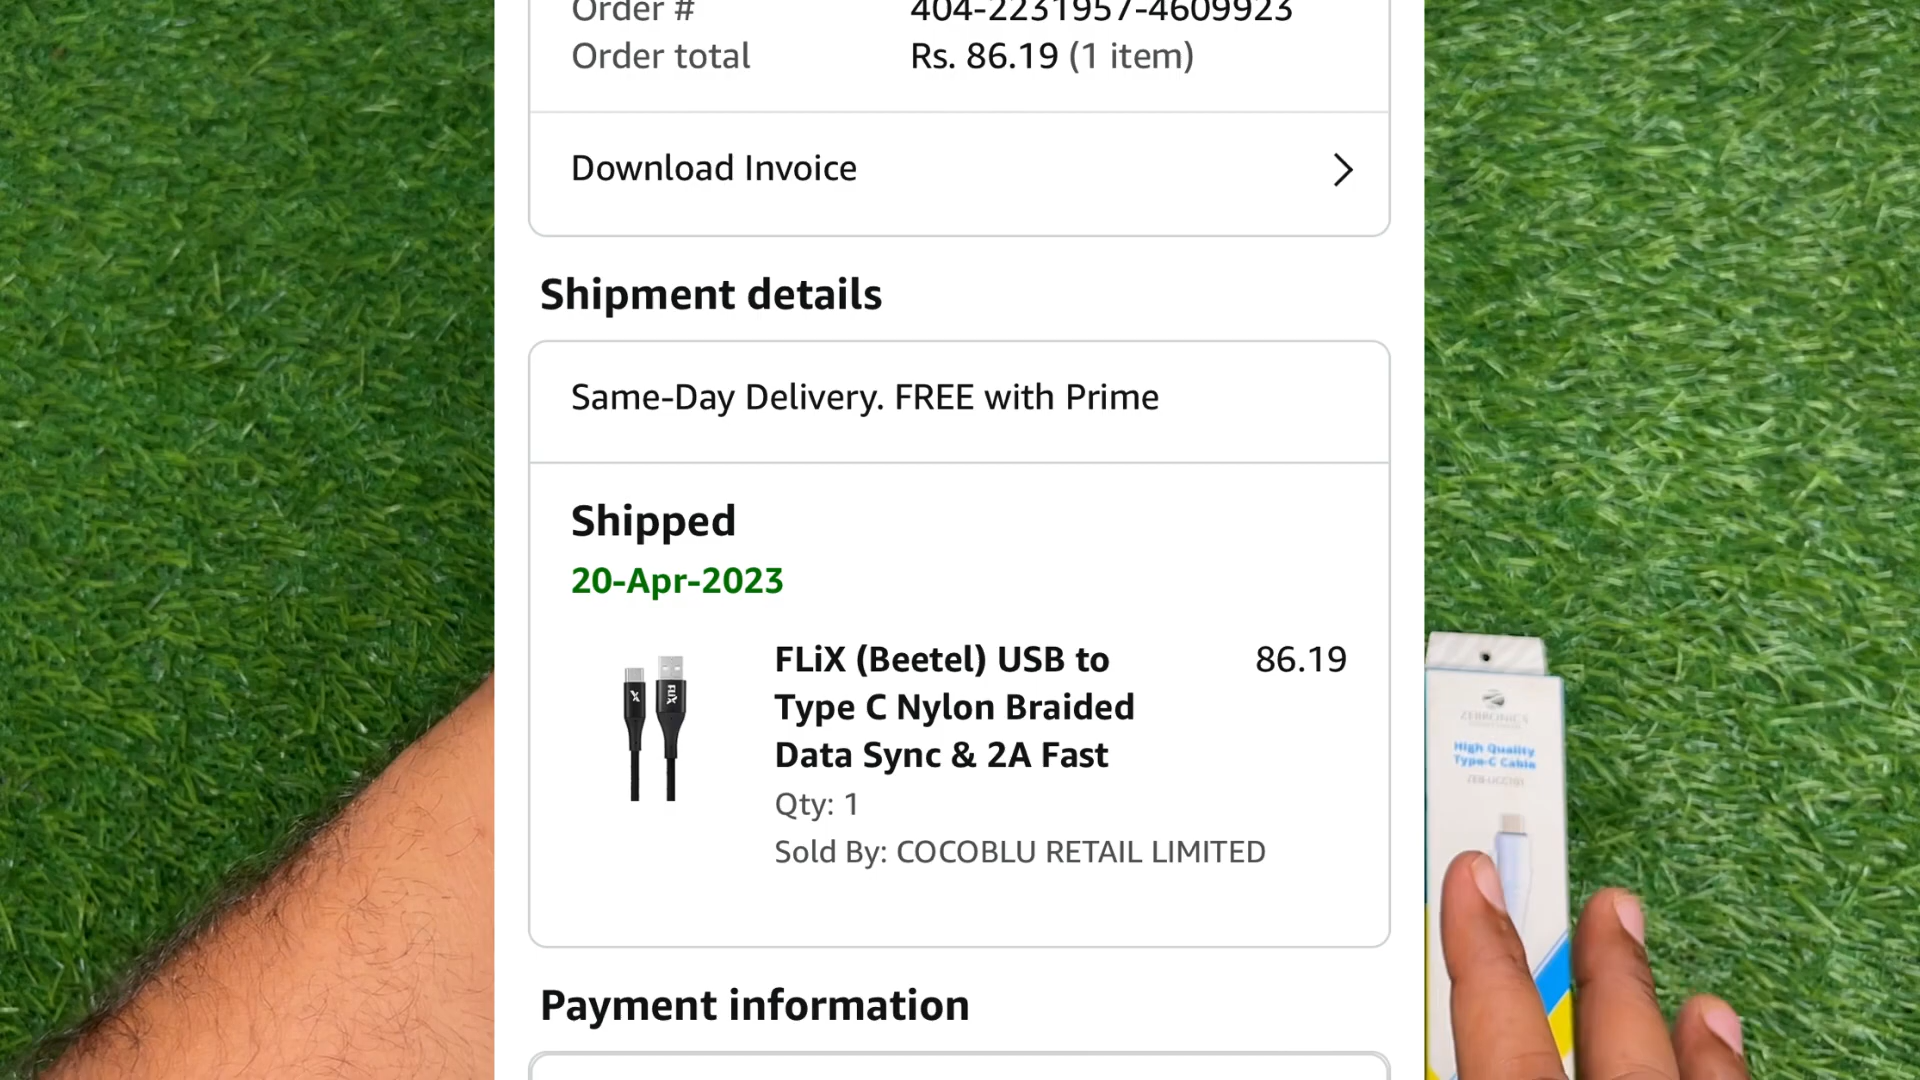 Order # 404-2231957-4609923
Order total Rs. 86.19 (1 item)
Download Invoice
Shipment details
Same-Day Delivery. FREE with Prime
Shipped
20-Apr-2023
FLiX (Beetel) USB to 86.19
Type C Nylon Braided
Data Sync & 2A Fast
Qty: 1
Sold By: COCOBLU RETAIL LIMITED
Payment information
FLiX
ZEBRONICS
High Quality
Type-C Cable